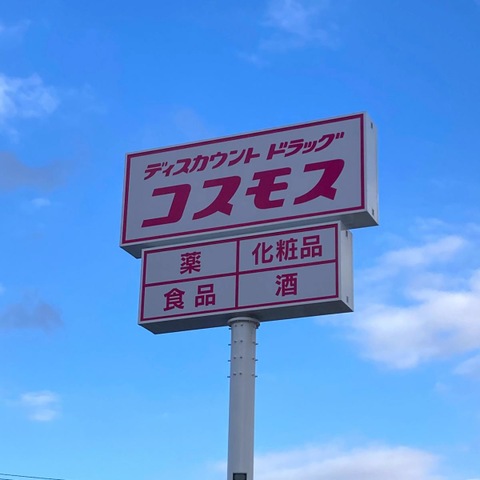 ディスカウント ドラッグ
コスモス
薬 化粧品
食品 酒